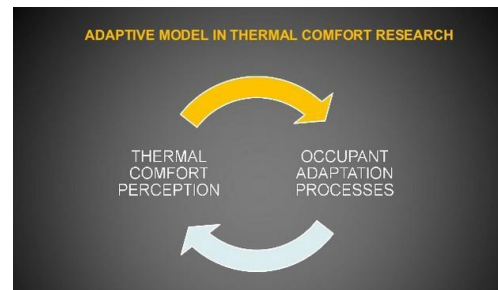 ADAPTIVE MODEL IN THERMAL COMFORT RESEARCH
THERMAL
COMFORT
PERCEPTION
OCCUPANT
ADAPTATION
PROCESSES